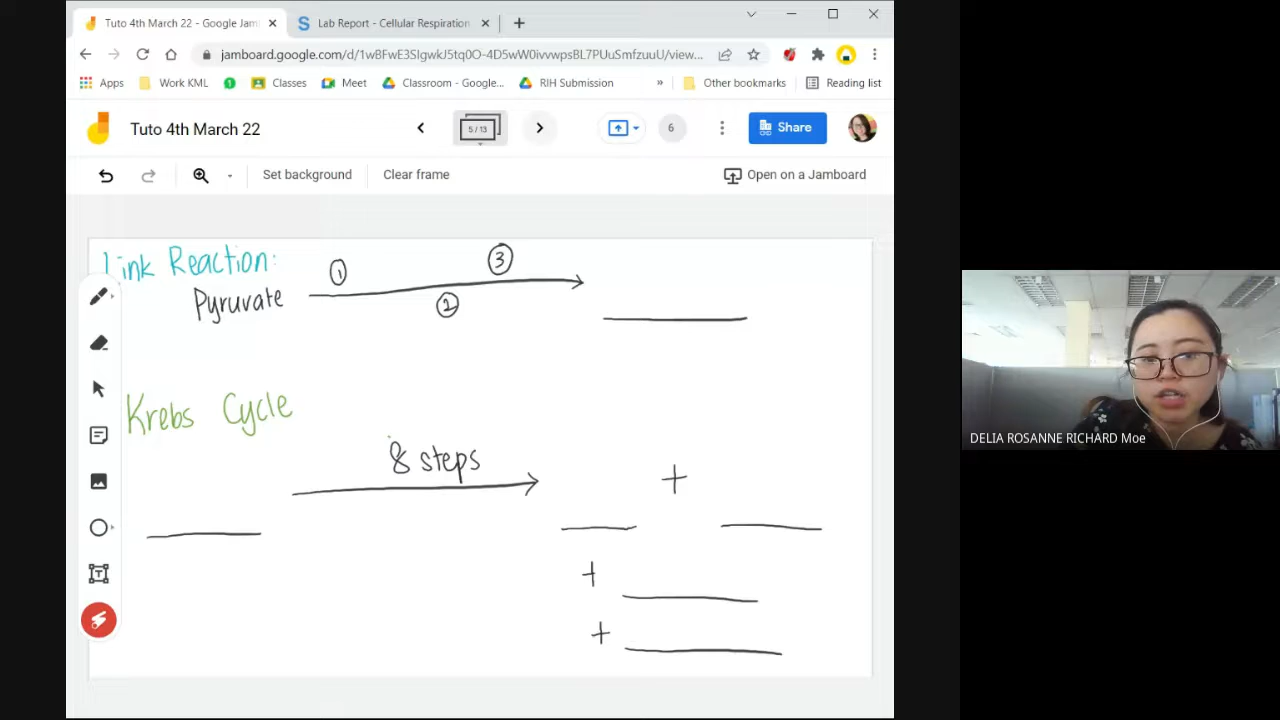 Tuto 4th March 22 - Google Jam
Lab Report - Cellular Respiration
jamboard.google.com/d/1w8FwE3SIgwkJ5tq0O-4D5wW0ivvwpsBL7PUuSmfzuuU/view...
Apps
Work KML
1
Classes
Meet
Classroom - Google...
RIH Submission
»
Other bookmarks
Reading list
Tuto 4th March 22
5 / 13
6
Share
Set background
Clear frame
Open on a Jamboard
Link Reaction:
① ③
Pyruvate
②
Krebs Cycle
8 steps
+
+
+
DELIA ROSANNE RICHARD Moe